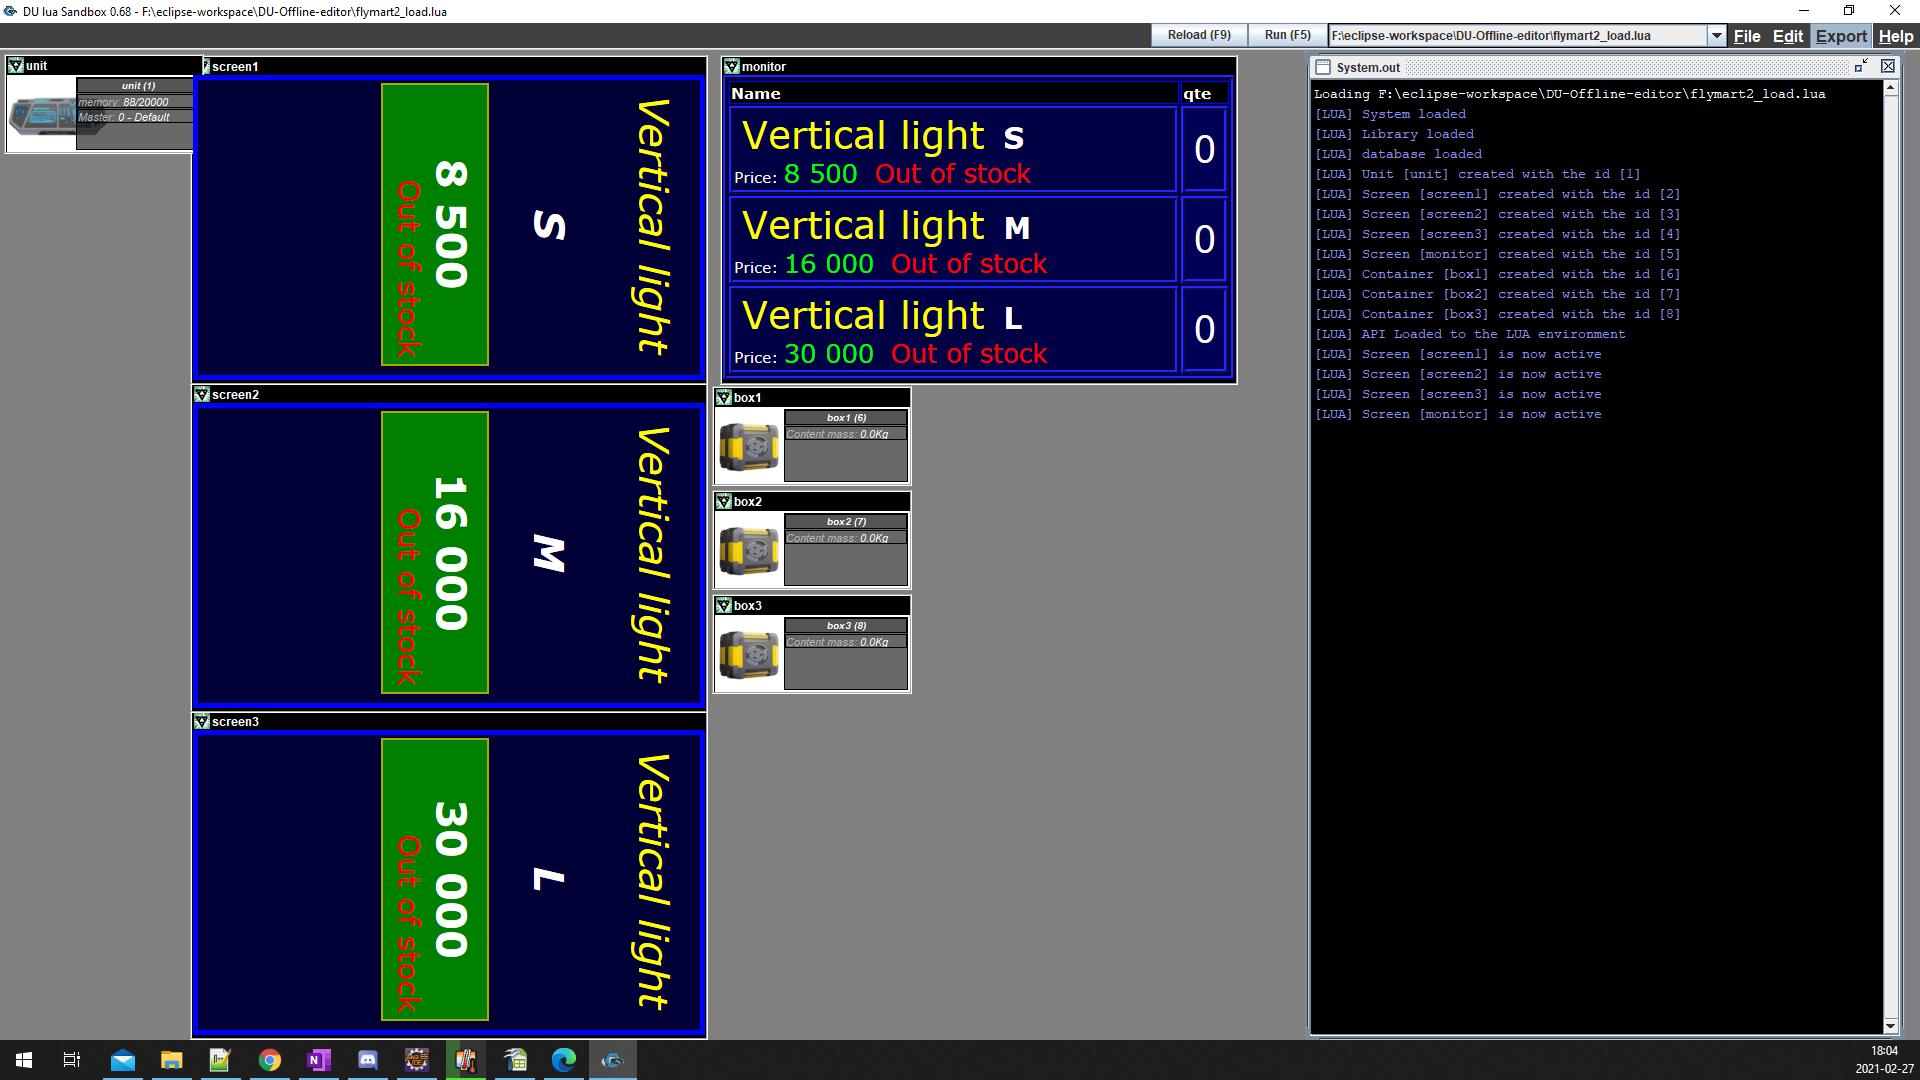 DU lua Sandbox 0.68 - F:\eclipse-workspace\DU-Offline-editor\flymart2_load.lua
Reload (F9)
Run (F5)
F:\eclipse-workspace\DU-Offline-editor\flymart2_load.lua
File Edit Export Help
unit
unit (1)
memory: 88/20000
Master: 0 - Default
screen1
Vertical light
S
8 500
Out of stock
screen2
Vertical light
M
16 000
Out of stock
screen3
Vertical light
L
30 000
Out of stock
monitor
Name qte
Vertical light S
Price: 8 500 Out of stock
0
Vertical light M
Price: 16 000 Out of stock
0
Vertical light L
Price: 30 000 Out of stock
0
box1
box1 (6)
Content mass: 0.0Kg
box2
box2 (7)
Content mass: 0.0Kg
box3
box3 (8)
Content mass: 0.0Kg
System.out
Loading F:\eclipse-workspace\DU-Offline-editor\flymart2_load.lua
[LUA] System loaded
[LUA] Library loaded
[LUA] database loaded
[LUA] Unit [unit] created with the id [1]
[LUA] Screen [screen1] created with the id [2]
[LUA] Screen [screen2] created with the id [3]
[LUA] Screen [screen3] created with the id [4]
[LUA] Screen [monitor] created with the id [5]
[LUA] Container [box1] created with the id [6]
[LUA] Container [box2] created with the id [7]
[LUA] Container [box3] created with the id [8]
[LUA] API Loaded to the LUA environment
[LUA] Screen [screen1] is now active
[LUA] Screen [screen2] is now active
[LUA] Screen [screen3] is now active
[LUA] Screen [monitor] is now active
18:04
2021-02-27